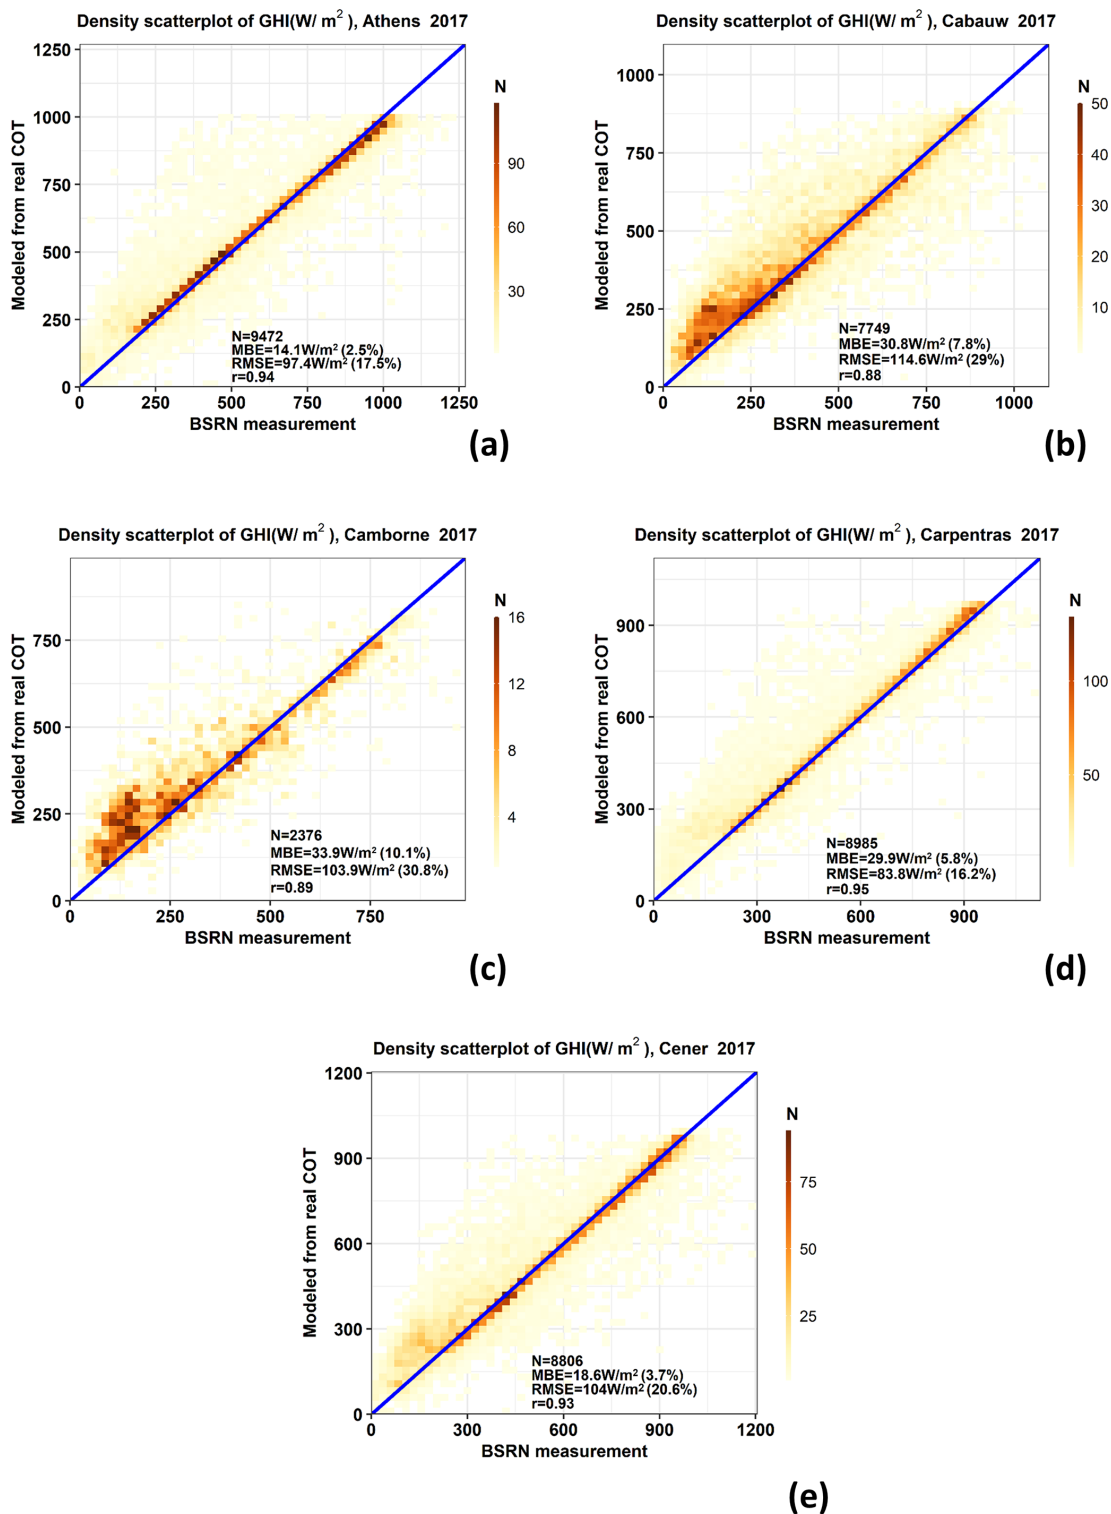 Density scatterplot of GHI(W/ m² ), Athens 2017
Modeled from real COT
1250
1000
750
500
250
0
0 250 500 750 1000 1250
BSRN measurement
N
90
60
30
N=9472
MBE=14.1W/m² (2.5%)
RMSE=97.4W/m² (17.5%)
r=0.94
(a)
Density scatterplot of GHI(W/ m² ), Cabauw 2017
Modeled from real COT
1000
750
500
250
0
0 250 500 750 1000
BSRN measurement
N
50
40
30
20
10
N=7749
MBE=30.8W/m² (7.8%)
RMSE=114.6W/m² (29%)
r=0.88
(b)
Density scatterplot of GHI(W/ m² ), Camborne 2017
Modeled from real COT
750
500
250
0
0 250 500 750
BSRN measurement
N
16
12
8
4
N=2376
MBE=33.9W/m² (10.1%)
RMSE=103.9W/m² (30.8%)
r=0.89
(c)
Density scatterplot of GHI(W/ m² ), Carpentras 2017
Modeled from real COT
900
600
300
0
0 300 600 900
BSRN measurement
N
100
50
N=8985
MBE=29.9W/m² (5.8%)
RMSE=83.8W/m² (16.2%)
r=0.95
(d)
Density scatterplot of GHI(W/ m² ), Cener 2017
Modeled from real COT
1200
900
600
300
0
0 300 600 900 1200
BSRN measurement
N
75
50
25
N=8806
MBE=18.6W/m² (3.7%)
RMSE=104W/m² (20.6%)
r=0.93
(e)